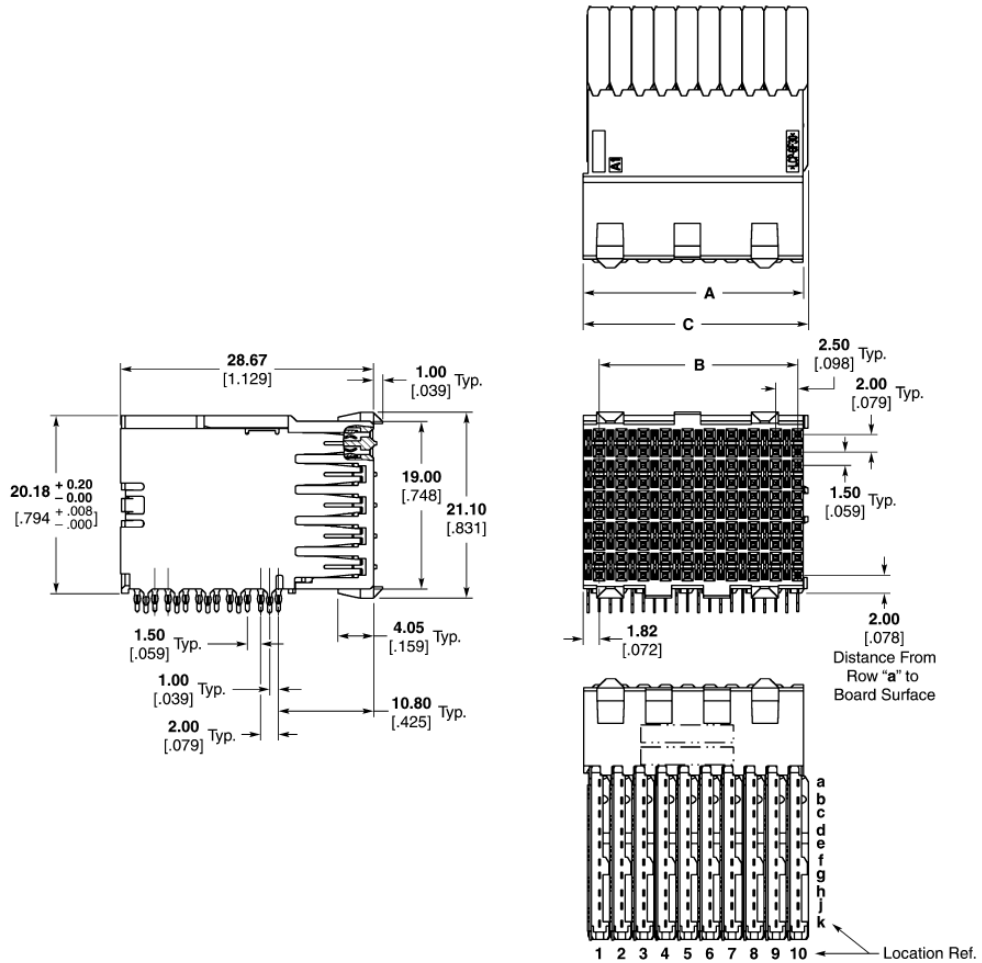 A1
>LCP-GF30<
A
C
28.67
[1.129]
1.00
[.039] Typ.
20.18 + 0.20 – 0.00
[.794 + .008 – .000]
19.00
[.748]
21.10
[.831]
1.50
[.059] Typ.
4.05
[.159] Typ.
1.00
[.039] Typ.
10.80
[.425] Typ.
2.00
[.079] Typ.
B
2.50
[.098] Typ.
2.00
[.079] Typ.
1.50
[.059] Typ.
1.82
[.072]
2.00
[.078]
Distance From
Row “a” to
Board Surface
a
b
c
d
e
f
g
h
j
k
1 2 3 4 5 6 7 8 9 10
Location Ref.